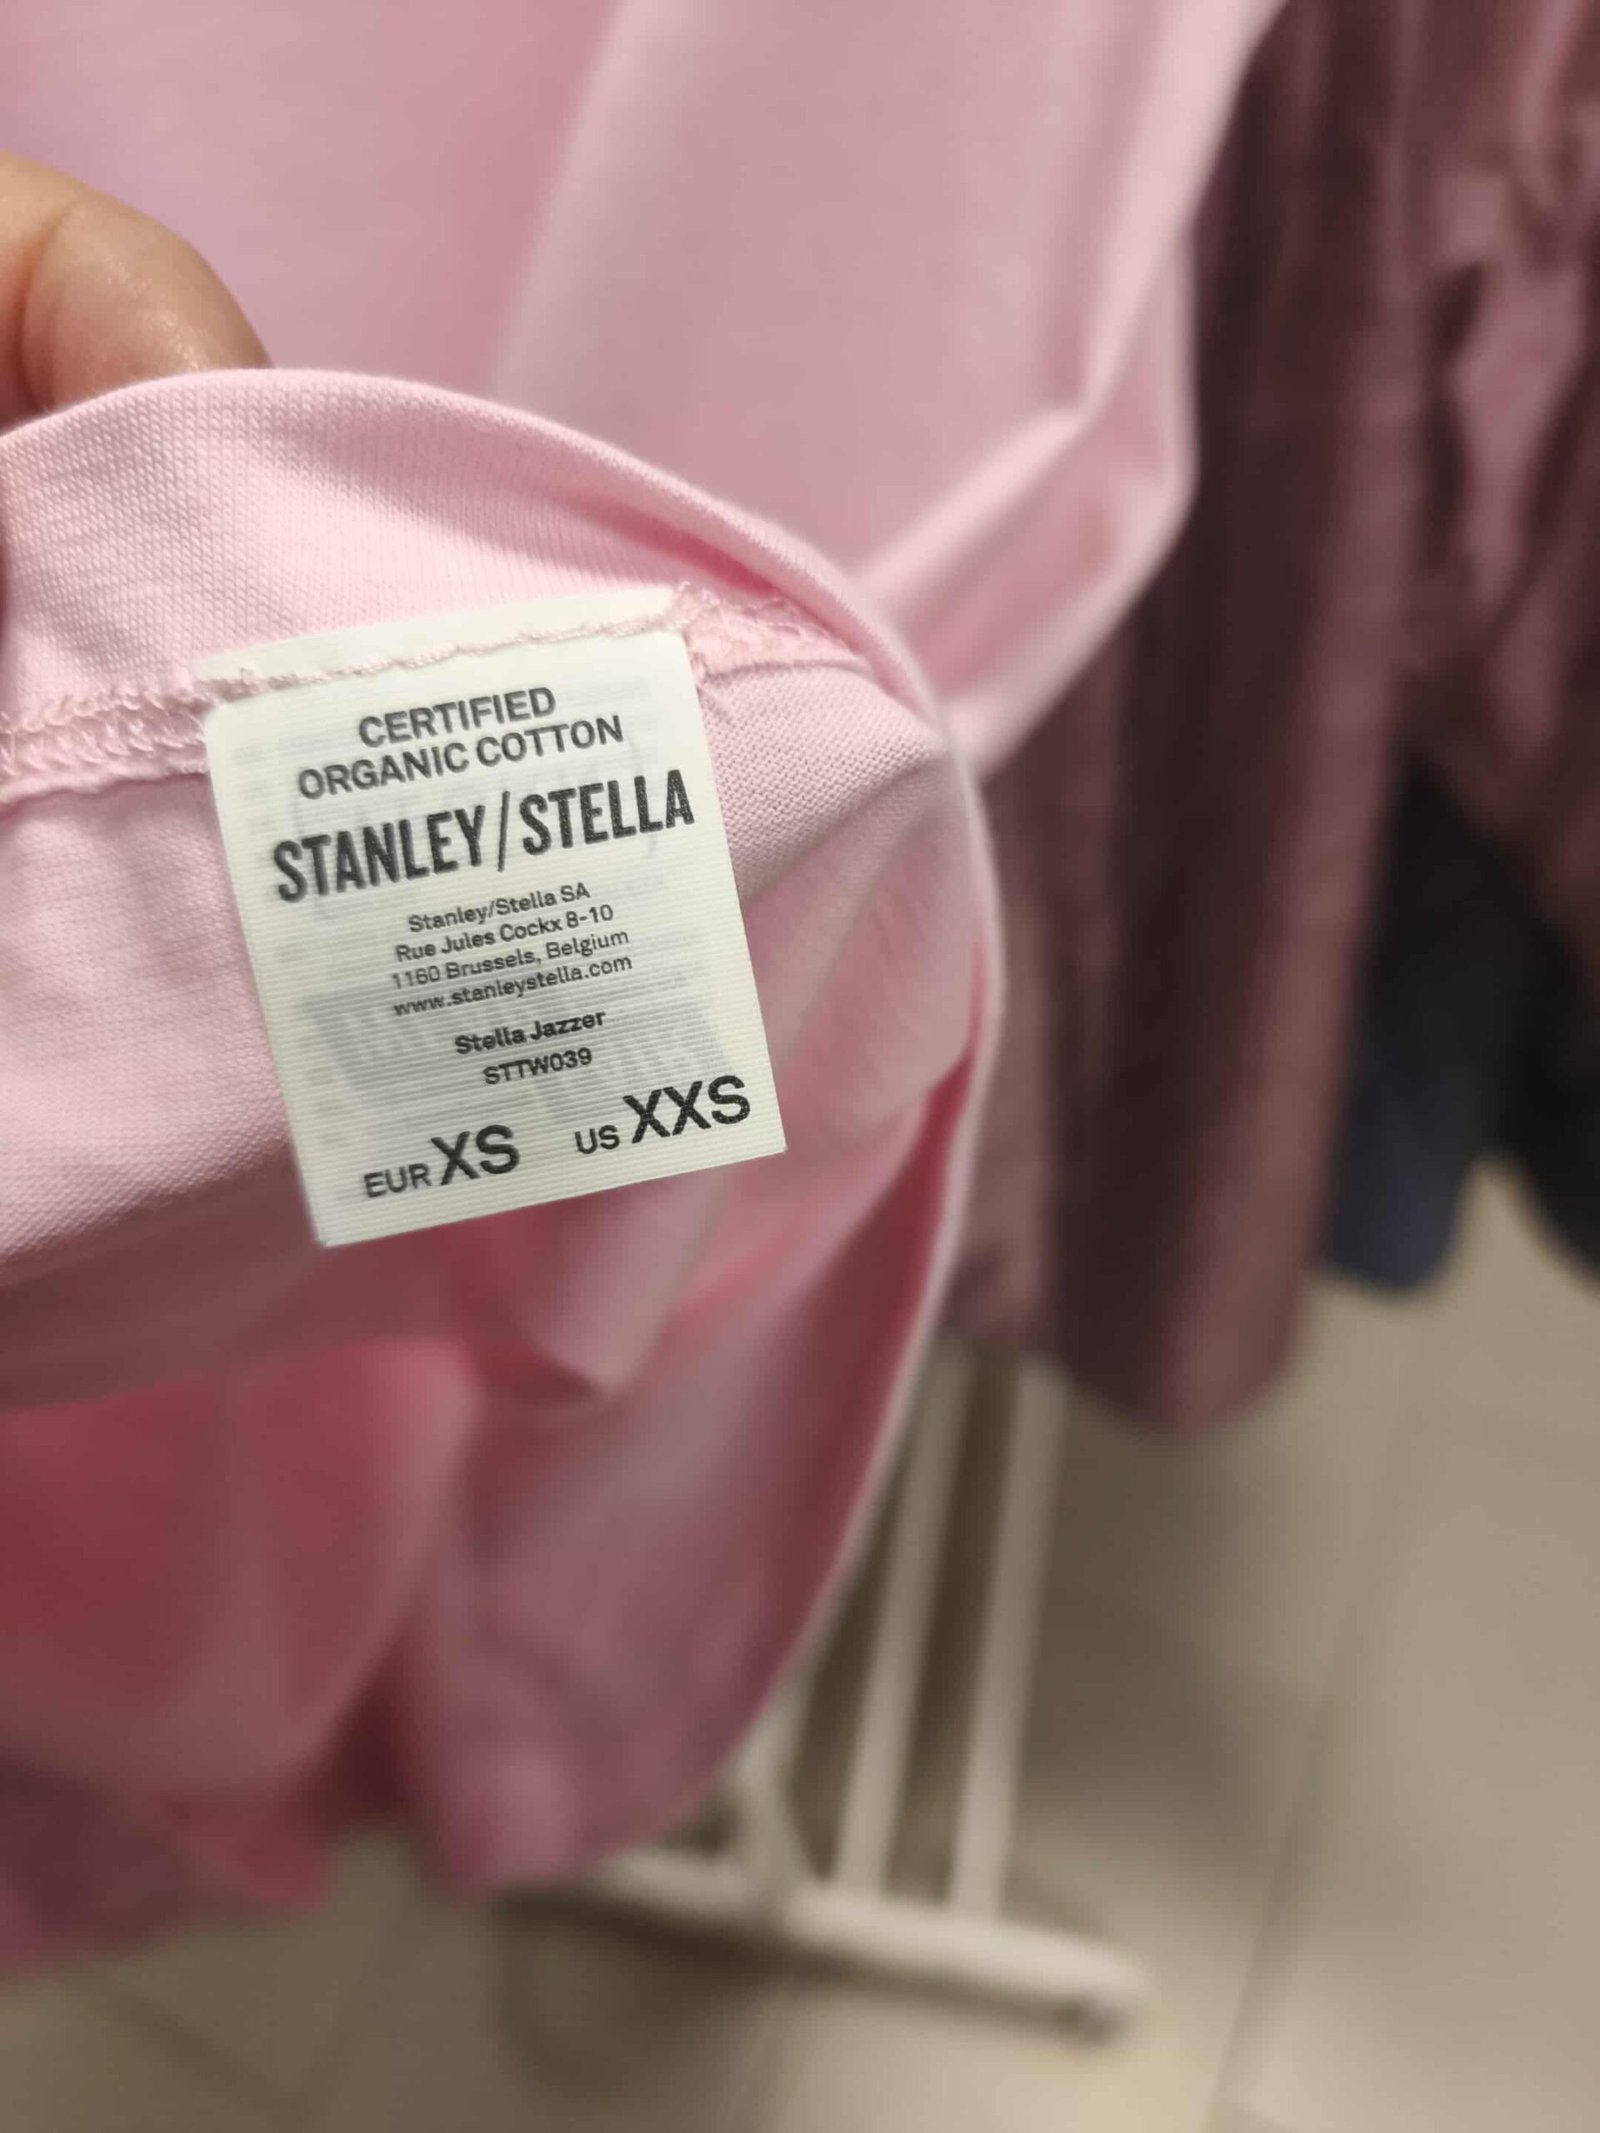 CERTIFIED
ORGANIC COTTON
STANLEY/STELLA
Stanley/Stella SA
Rue Jules Cockx 8-10
1160 Brussels, Belgium
www.stanleystella.com
Stella Jazzer
STTW039
EUR XS US XXS